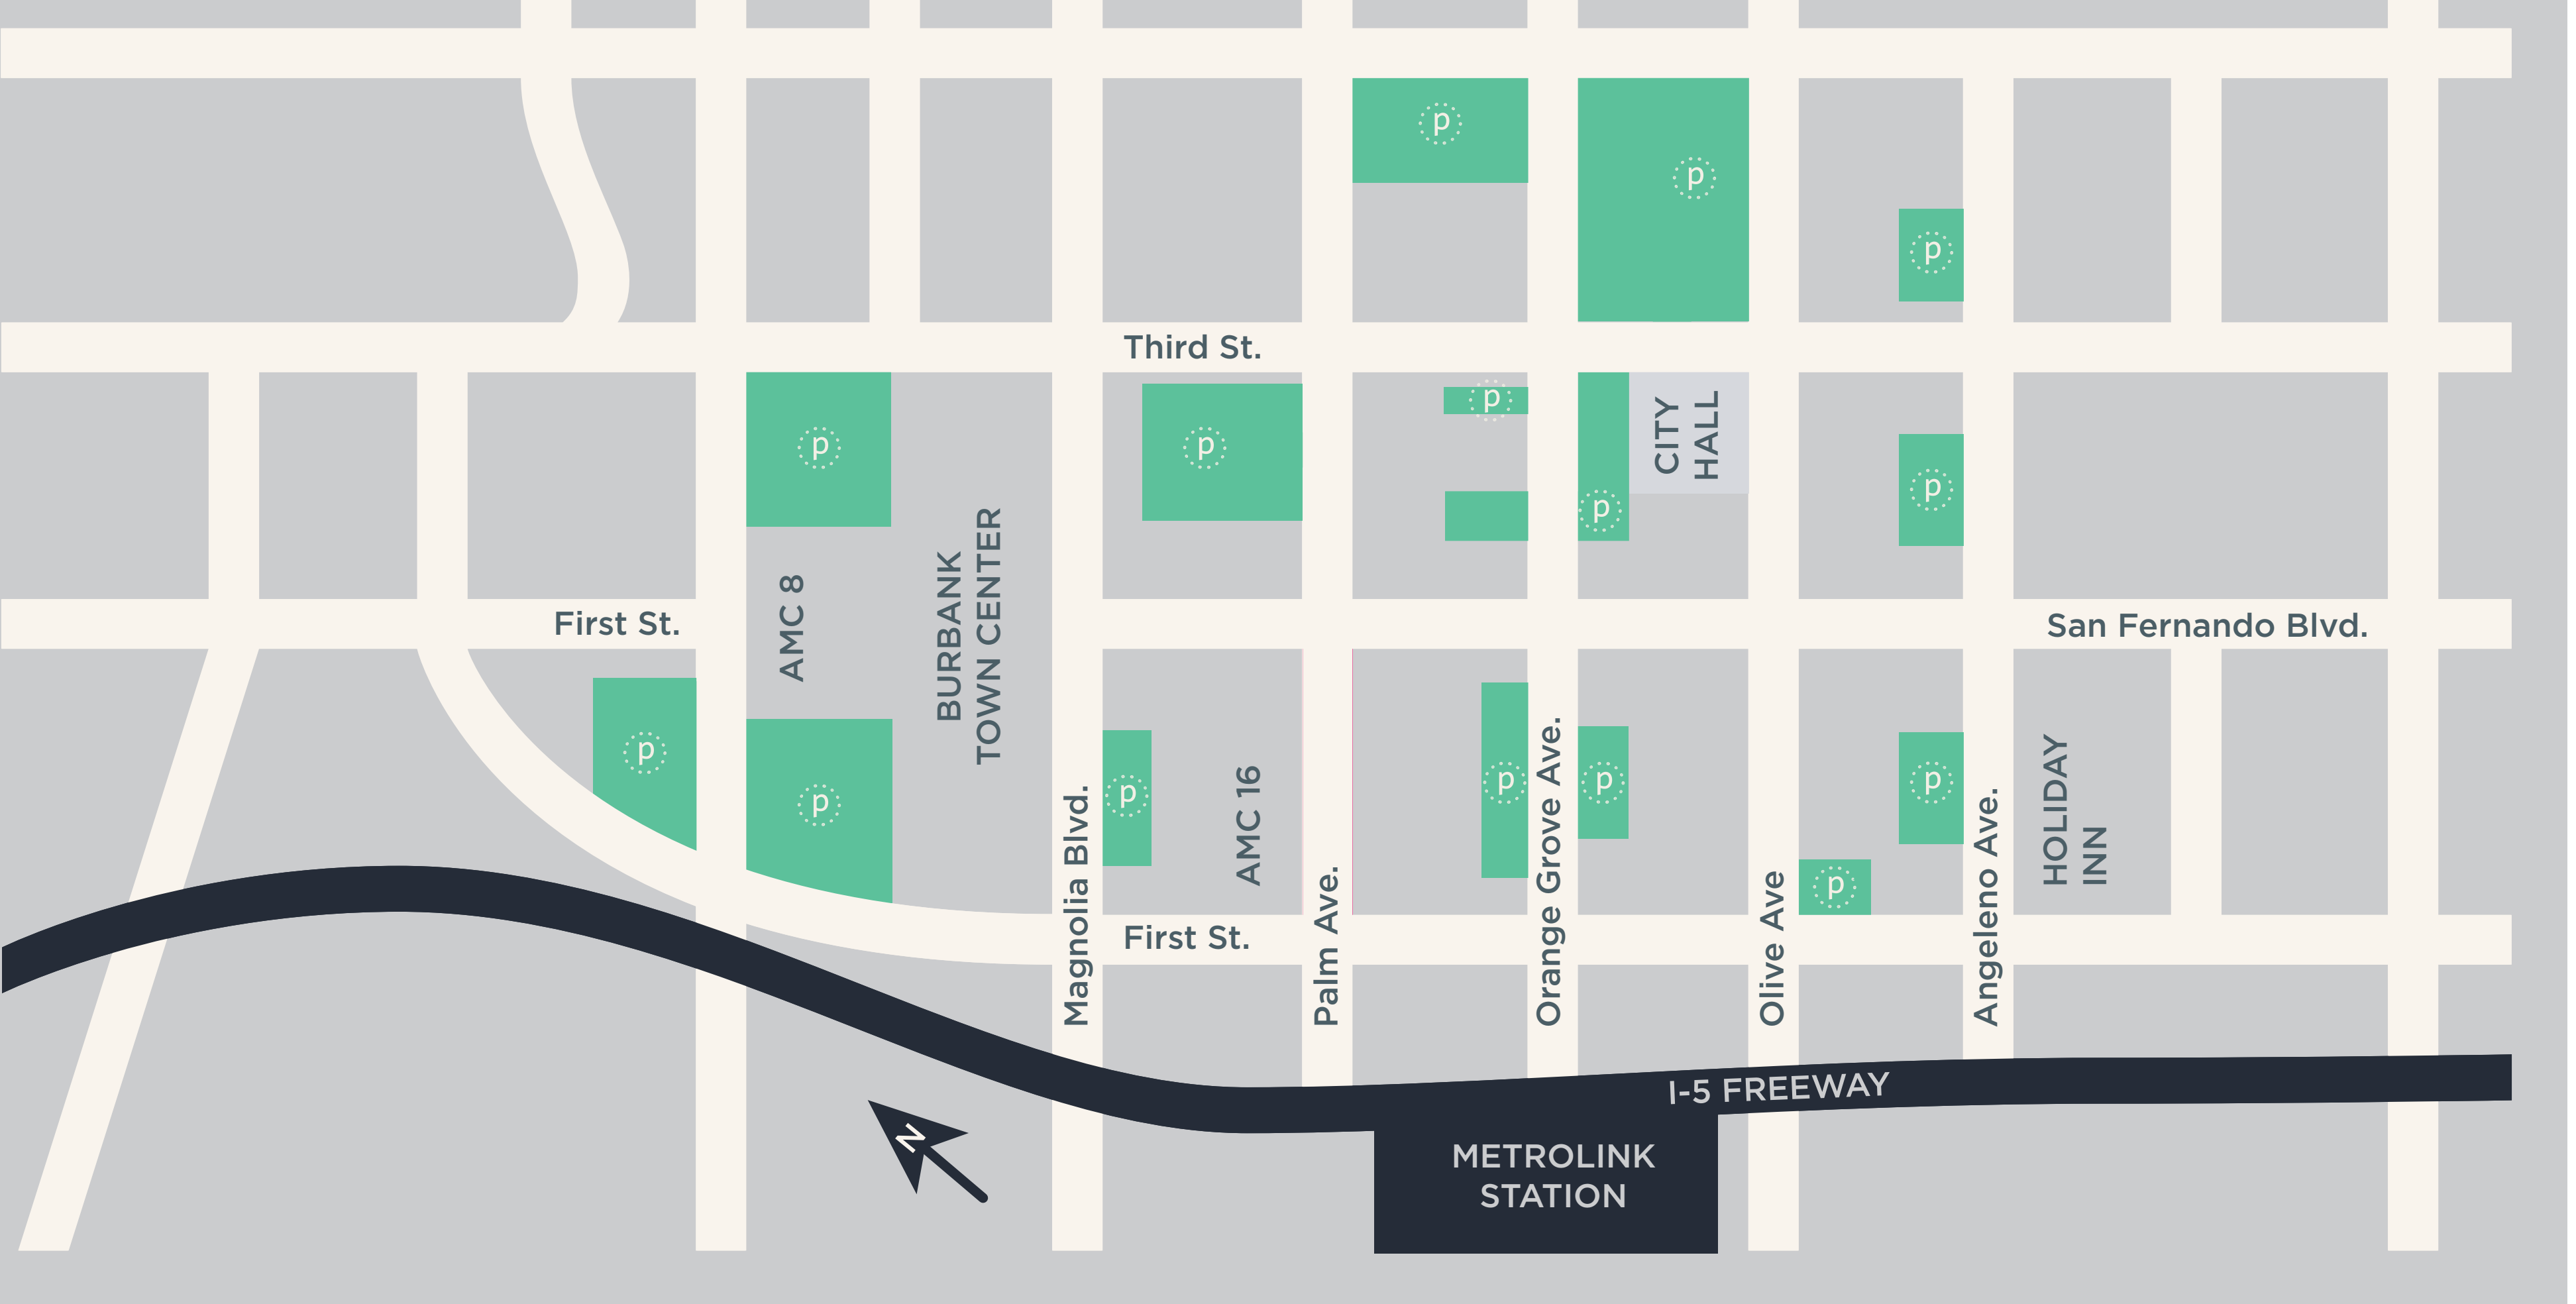 p
p
p
Third St.
p
CITY
HALL
p
p
p
p
AMC 8
BURBANK
TOWN CENTER
First St.
San Fernando Blvd.
p
p
p
AMC 16
p
p
p
p
HOLIDAY
INN
First St.
Magnolia Blvd.
Palm Ave.
Orange Grove Ave.
Olive Ave
Angeleno Ave.
I-5 FREEWAY
N
METROLINK
STATION